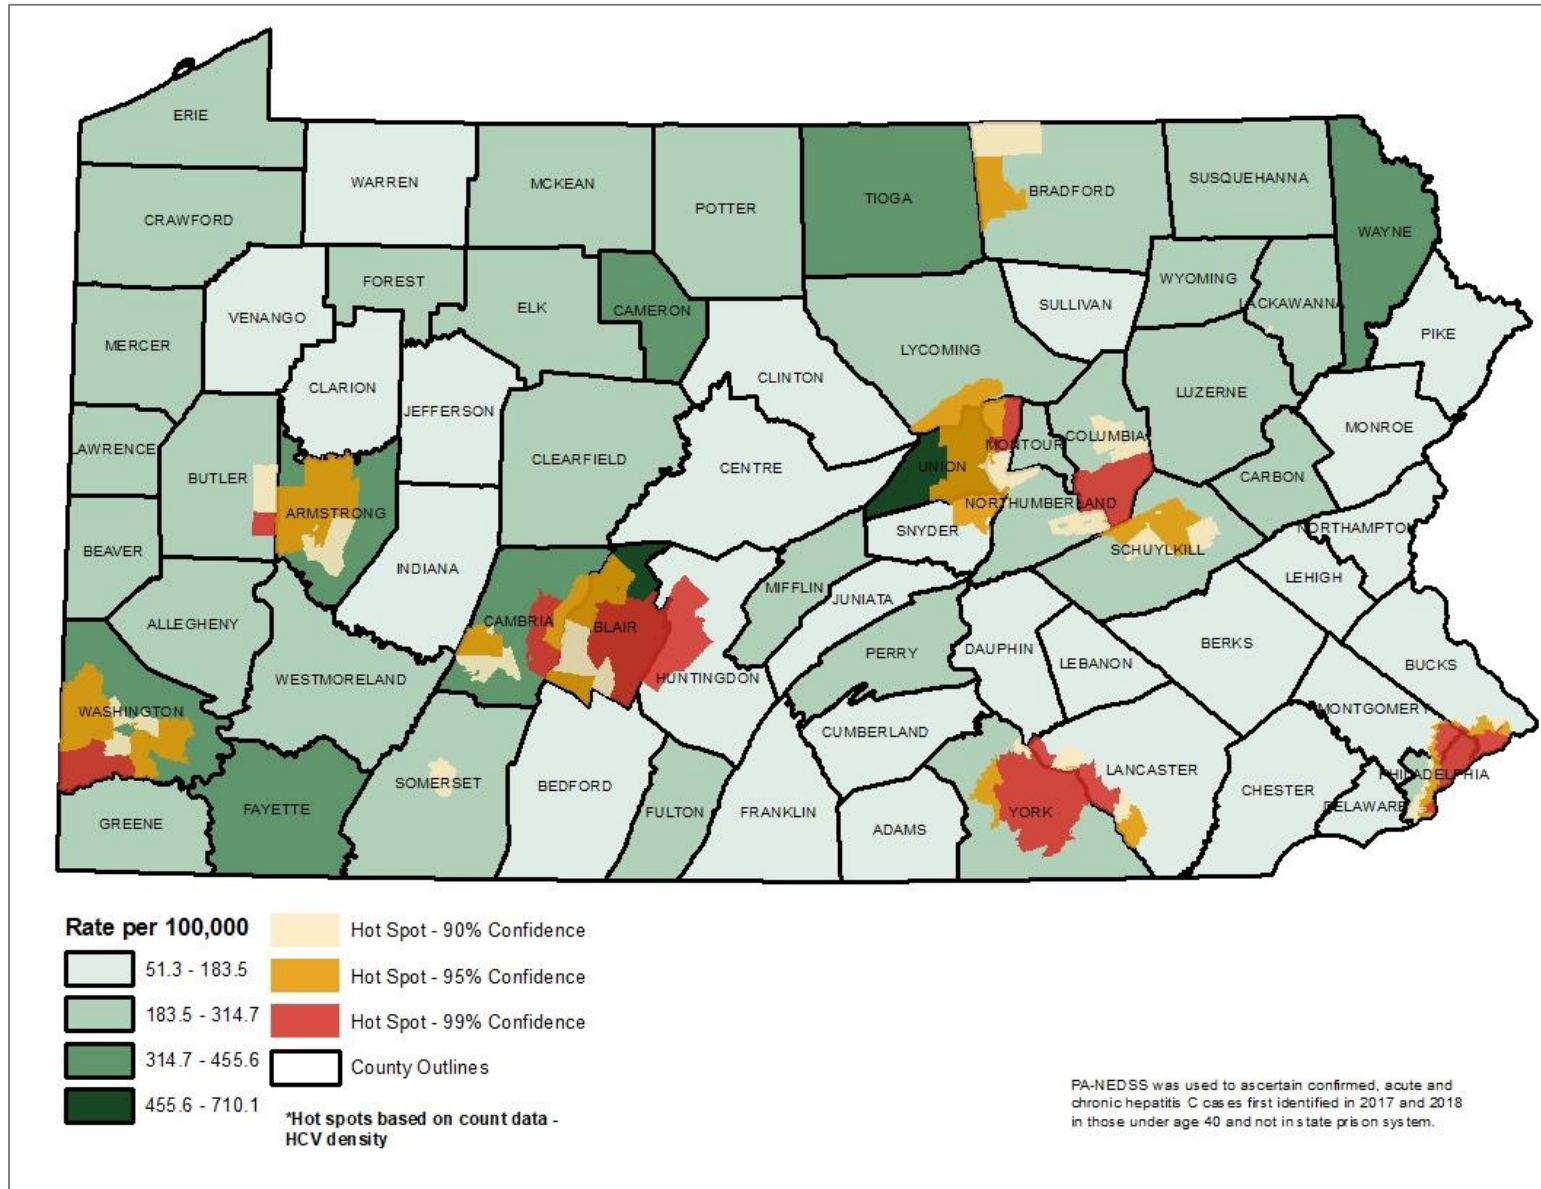 ERIE
WARREN
MCKEAN
POTTER
TIOGA
BRADFORD
SUSQUEHANNA
WAYNE
CRAWFORD
FOREST
ELK
CAMERON
SULLIVAN
WYOMING
LACKAWANNA
PIKE
MERCER
VENANGO
CLARION
JEFFERSON
CLINTON
LYCOMING
LUZERNE
MONROE
LAWRENCE
BUTLER
ARMSTRONG
CLEARFIELD
CENTRE
UNION
MONTOUR
COLUMBIA
CARBON
NORTHUMBERLAND
BEAVER
INDIANA
SNYDER
SCHUYLKILL
NORTHAMPTON
ALLEGHENY
CAMBRIA
BLAIR
MIFFLIN
JUNIATA
LEHIGH
WESTMORELAND
HUNTINGDON
PERRY
DAUPHIN
LEBANON
BERKS
BUCKS
WASHINGTON
CUMBERLAND
MONTGOMERY
GREENE
FAYETTE
SOMERSET
BEDFORD
FULTON
FRANKLIN
ADAMS
YORK
LANCASTER
CHESTER
DELAWARE
PHILADELPHIA
Rate per 100,000
51.3 - 183.5
183.5 - 314.7
314.7 - 455.6
455.6 - 710.1
Hot Spot - 90% Confidence
Hot Spot - 95% Confidence
Hot Spot - 99% Confidence
County Outlines
*Hot spots based on count data -
HCV density
PA-NEDSS was used to ascertain confirmed, acute and
chronic hepatitis C cases first identified in 2017 and 2018
in those under age 40 and not in state prison system.